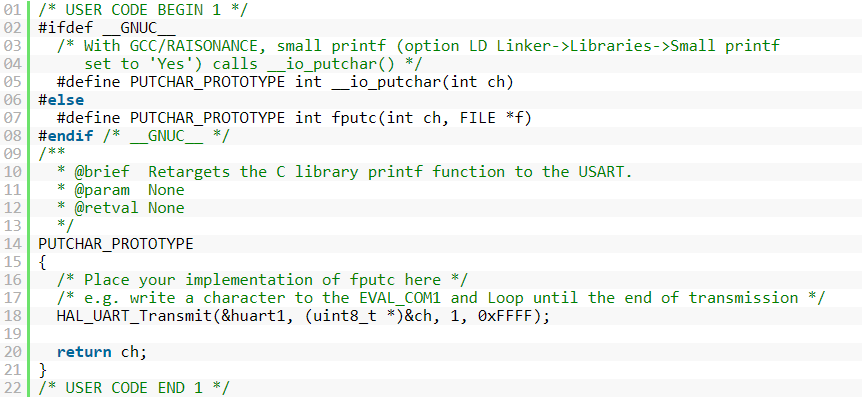 01 /* USER CODE BEGIN 1 */
02 #ifdef __GNUC__
03   /* With GCC/RAISONANCE, small printf (option LD Linker->Libraries->Small printf
04      set to 'Yes') calls __io_putchar() */
05   #define PUTCHAR_PROTOTYPE int __io_putchar(int ch)
06 #else
07   #define PUTCHAR_PROTOTYPE int fputc(int ch, FILE *f)
08 #endif /* __GNUC__ */
09 /**
10   * @brief  Retargets the C library printf function to the USART.
11   * @param  None
12   * @retval None
13   */
14 PUTCHAR_PROTOTYPE
15 {
16   /* Place your implementation of fputc here */
17   /* e.g. write a character to the EVAL_COM1 and Loop until the end of transmission */
18   HAL_UART_Transmit(&huart1, (uint8_t *)&ch, 1, 0xFFFF);
19
20   return ch;
21 }
22 /* USER CODE END 1 */